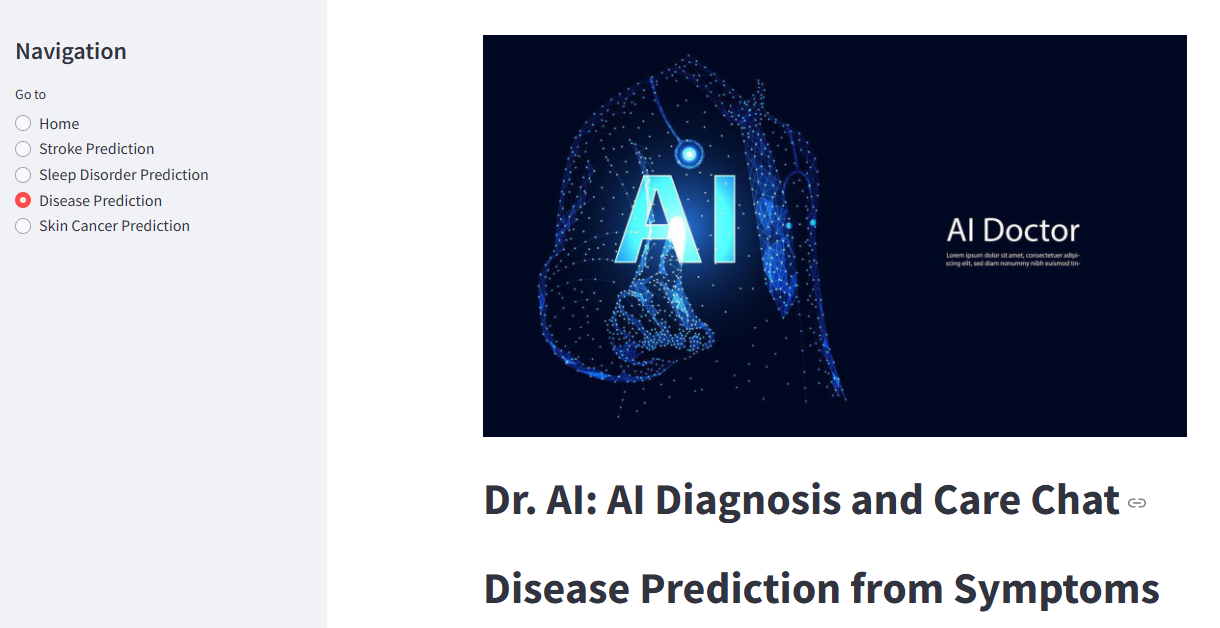 Navigation
Go to
Home
Stroke Prediction
Sleep Disorder Prediction
Disease Prediction
Skin Cancer Prediction
AI
AI Doctor
Lorem ipsum dolor sit amet, consectetuer adipi-
scing elit, sed diam nonummy nibh euismod tin-
Dr. AI: AI Diagnosis and Care Chat
Disease Prediction from Symptoms